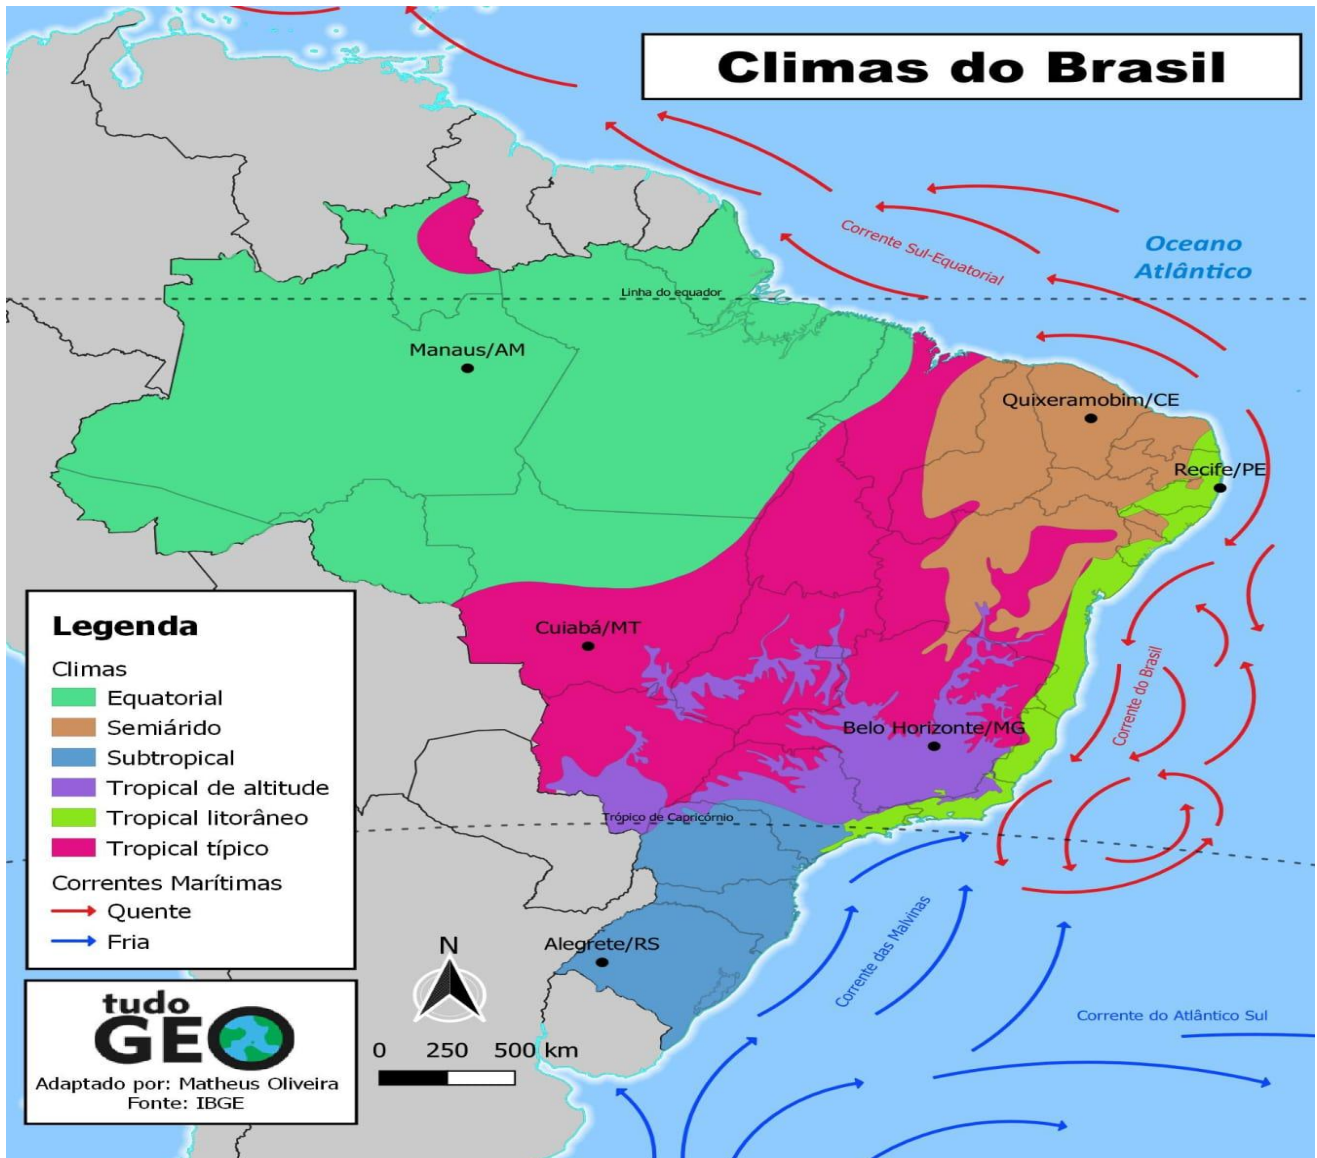 Climas do Brasil
Corrente Sul-Equatorial
Oceano
Atlântico
Linha do equador
Manaus/AM
Quixeramobim/CE
Recife/PE
Cuiabá/MT
Corrente do Brasil
Belo Horizonte/MG
Trópico de Capricórnio
Alegrete/RS
Corrente das Malvinas
Corrente do Atlântico Sul
Legenda
Climas
Equatorial
Semiárido
Subtropical
Tropical de altitude
Tropical litorâneo
Tropical típico
Correntes Marítimas
Quente
Fria
N
0 250 500 km
tudo
GEO
Adaptado por: Matheus Oliveira
Fonte: IBGE